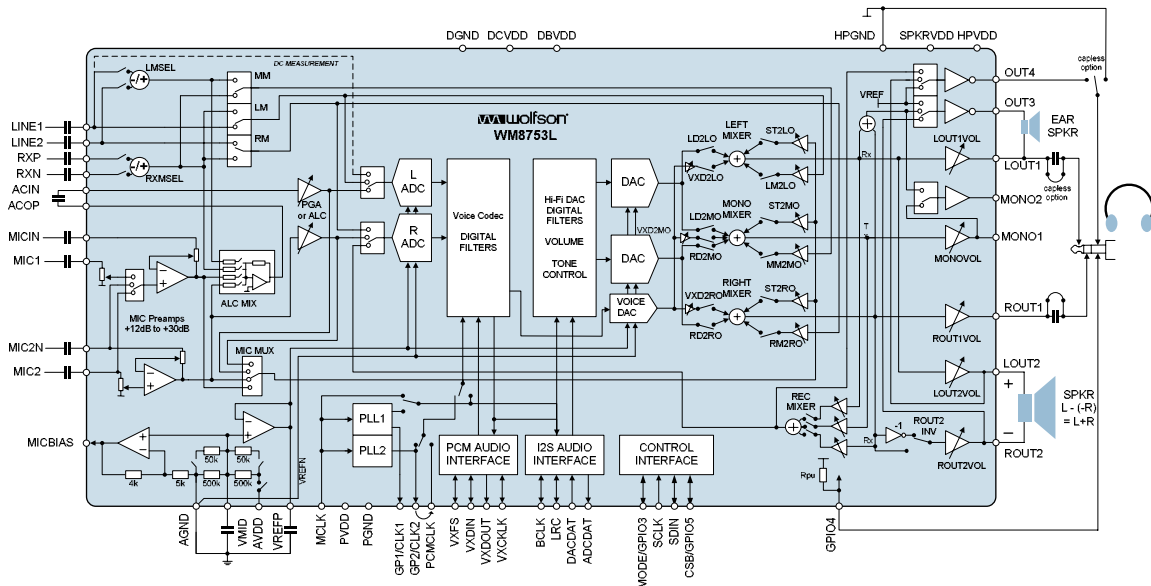 DGND
DCVDD
DBVDD
HPGND
SPKRVDD
HPVDD
capless
option
DC MEASUREMENT
LMSEL
-/+
MM
LM
RM
RXMSEL
-/+
LINE1
LINE2
RXP
RXN
ACIN
ACOP
MICIN
MIC1
MIC2N
MIC2
MICBIAS
wolfson
WM8753L
PGA
or ALC
L
ADC
R
ADC
Voice Codec
DIGITAL
FILTERS
Hi-Fi DAC
DIGITAL
FILTERS
VOLUME
TONE
CONTROL
DAC
DAC
VOICE
DAC
LD2LO
VXD2LO
LEFT
MIXER
ST2LO
LM2LO
LD2MO
VXD2MO
RD2MO
MONO
MIXER
ST2MO
MM2MO
VXD2RO
RD2RO
RIGHT
MIXER
ST2RO
RM2RO
VREF
Rx
T
x
OUT4
OUT3
EAR
SPKR
LOUT1VOL
LOUT1
capless
option
MONO2
MONO1
MONOVOL
ROUT1
ROUT1VOL
LOUT2
LOUT2VOL
SPKR
L - (-R)
= L+R
+
−
ROUT2
ROUT2
INV
-1
ROUT2VOL
REC
MIXER
Rx
Rpu
ALC MIX
MIC Preamps
+12dB to +30dB
MIC MUX
PLL1
PLL2
PCM AUDIO
INTERFACE
I2S AUDIO
INTERFACE
CONTROL
INTERFACE
50k
50k
4k
5k
500k
500k
VREFN
AGND
VMID
AVDD
VREFP
MCLK
PVDD
PGND
GP1/CLK1
GP2/CLK2
PCMCLK
VXFS
VXDIN
VXDOUT
VXCKLK
BCLK
LRC
DACDAT
ADCDAT
MODE/GPIO3
SCLK
SDIN
CSB/GPIO5
GPIO4